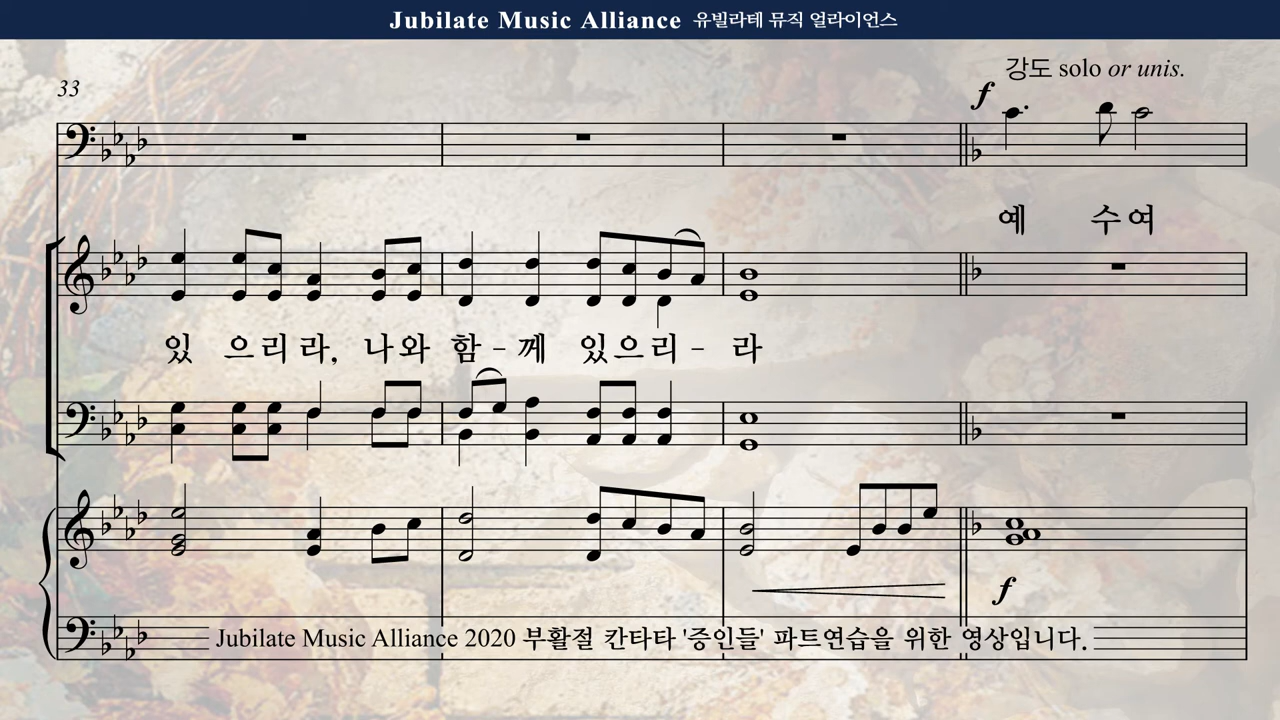 Jubilate Music Alliance 유빌라테 뮤직 얼라이언스
33
강도 solo or unis.
f
예 수 여
있 으 리 라, 나 와 함 - 께 있 으 리 - 라
f
Jubilate Music Alliance 2020 부활절 칸타타 '증인들' 파트연습을 위한 영상입니다.